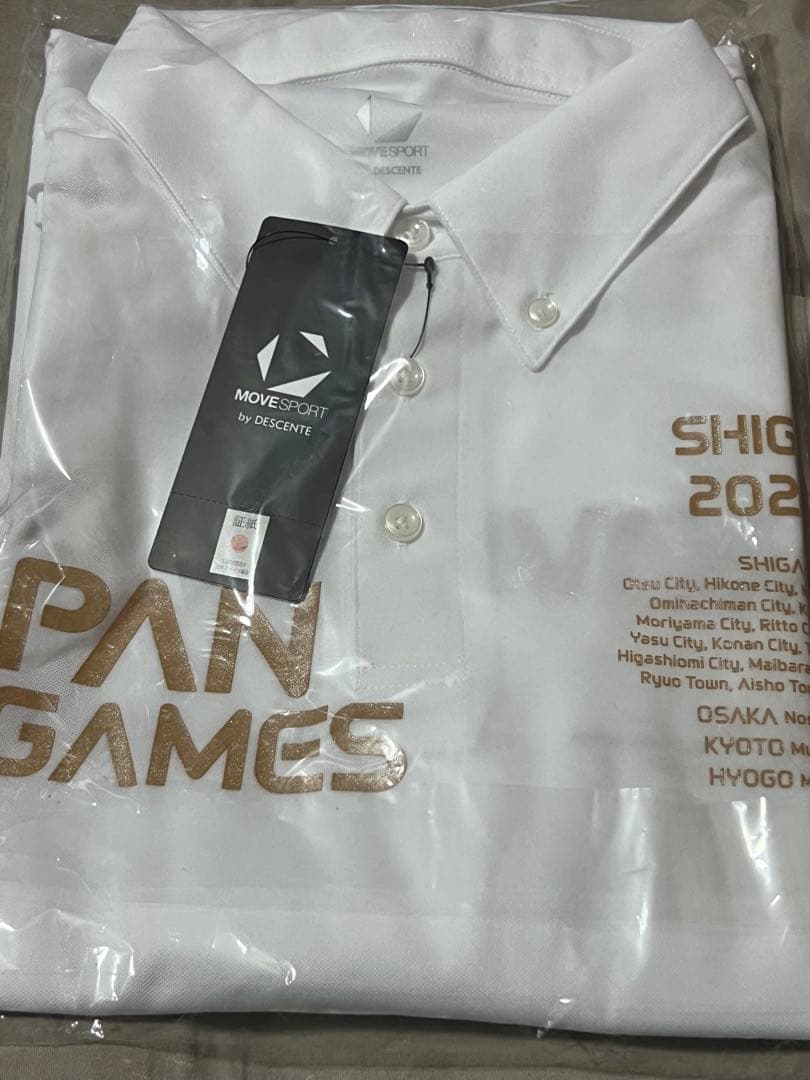 MOVESPORT
DESCENTE
MOVESPORT
by DESCENTE
証紙
PAN
GAMES
SHIG
202
SHIGA
Otsu City, Hikone City,
Omihachiman City,
Moriyama City, Ritto
Yasu City, Konan City,
Higashiomi City, Maibara
Ryuo Town, Aisho
OSAKA
KYOTO
HYOGO